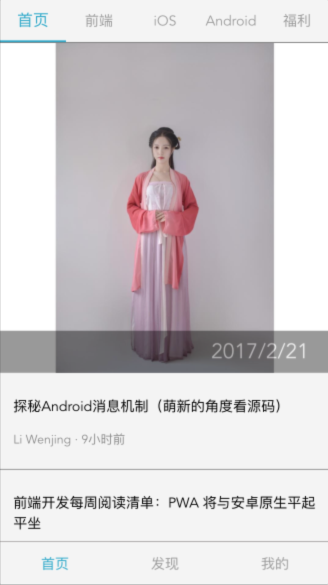 首页 前端 iOS Android 福利
2017/2/21
探秘Android消息机制（萌新的角度看源码）
Li Wenjing · 9小时前
前端开发每周阅读清单：PWA 将与安卓原生平起
平坐
首页 发现 我的